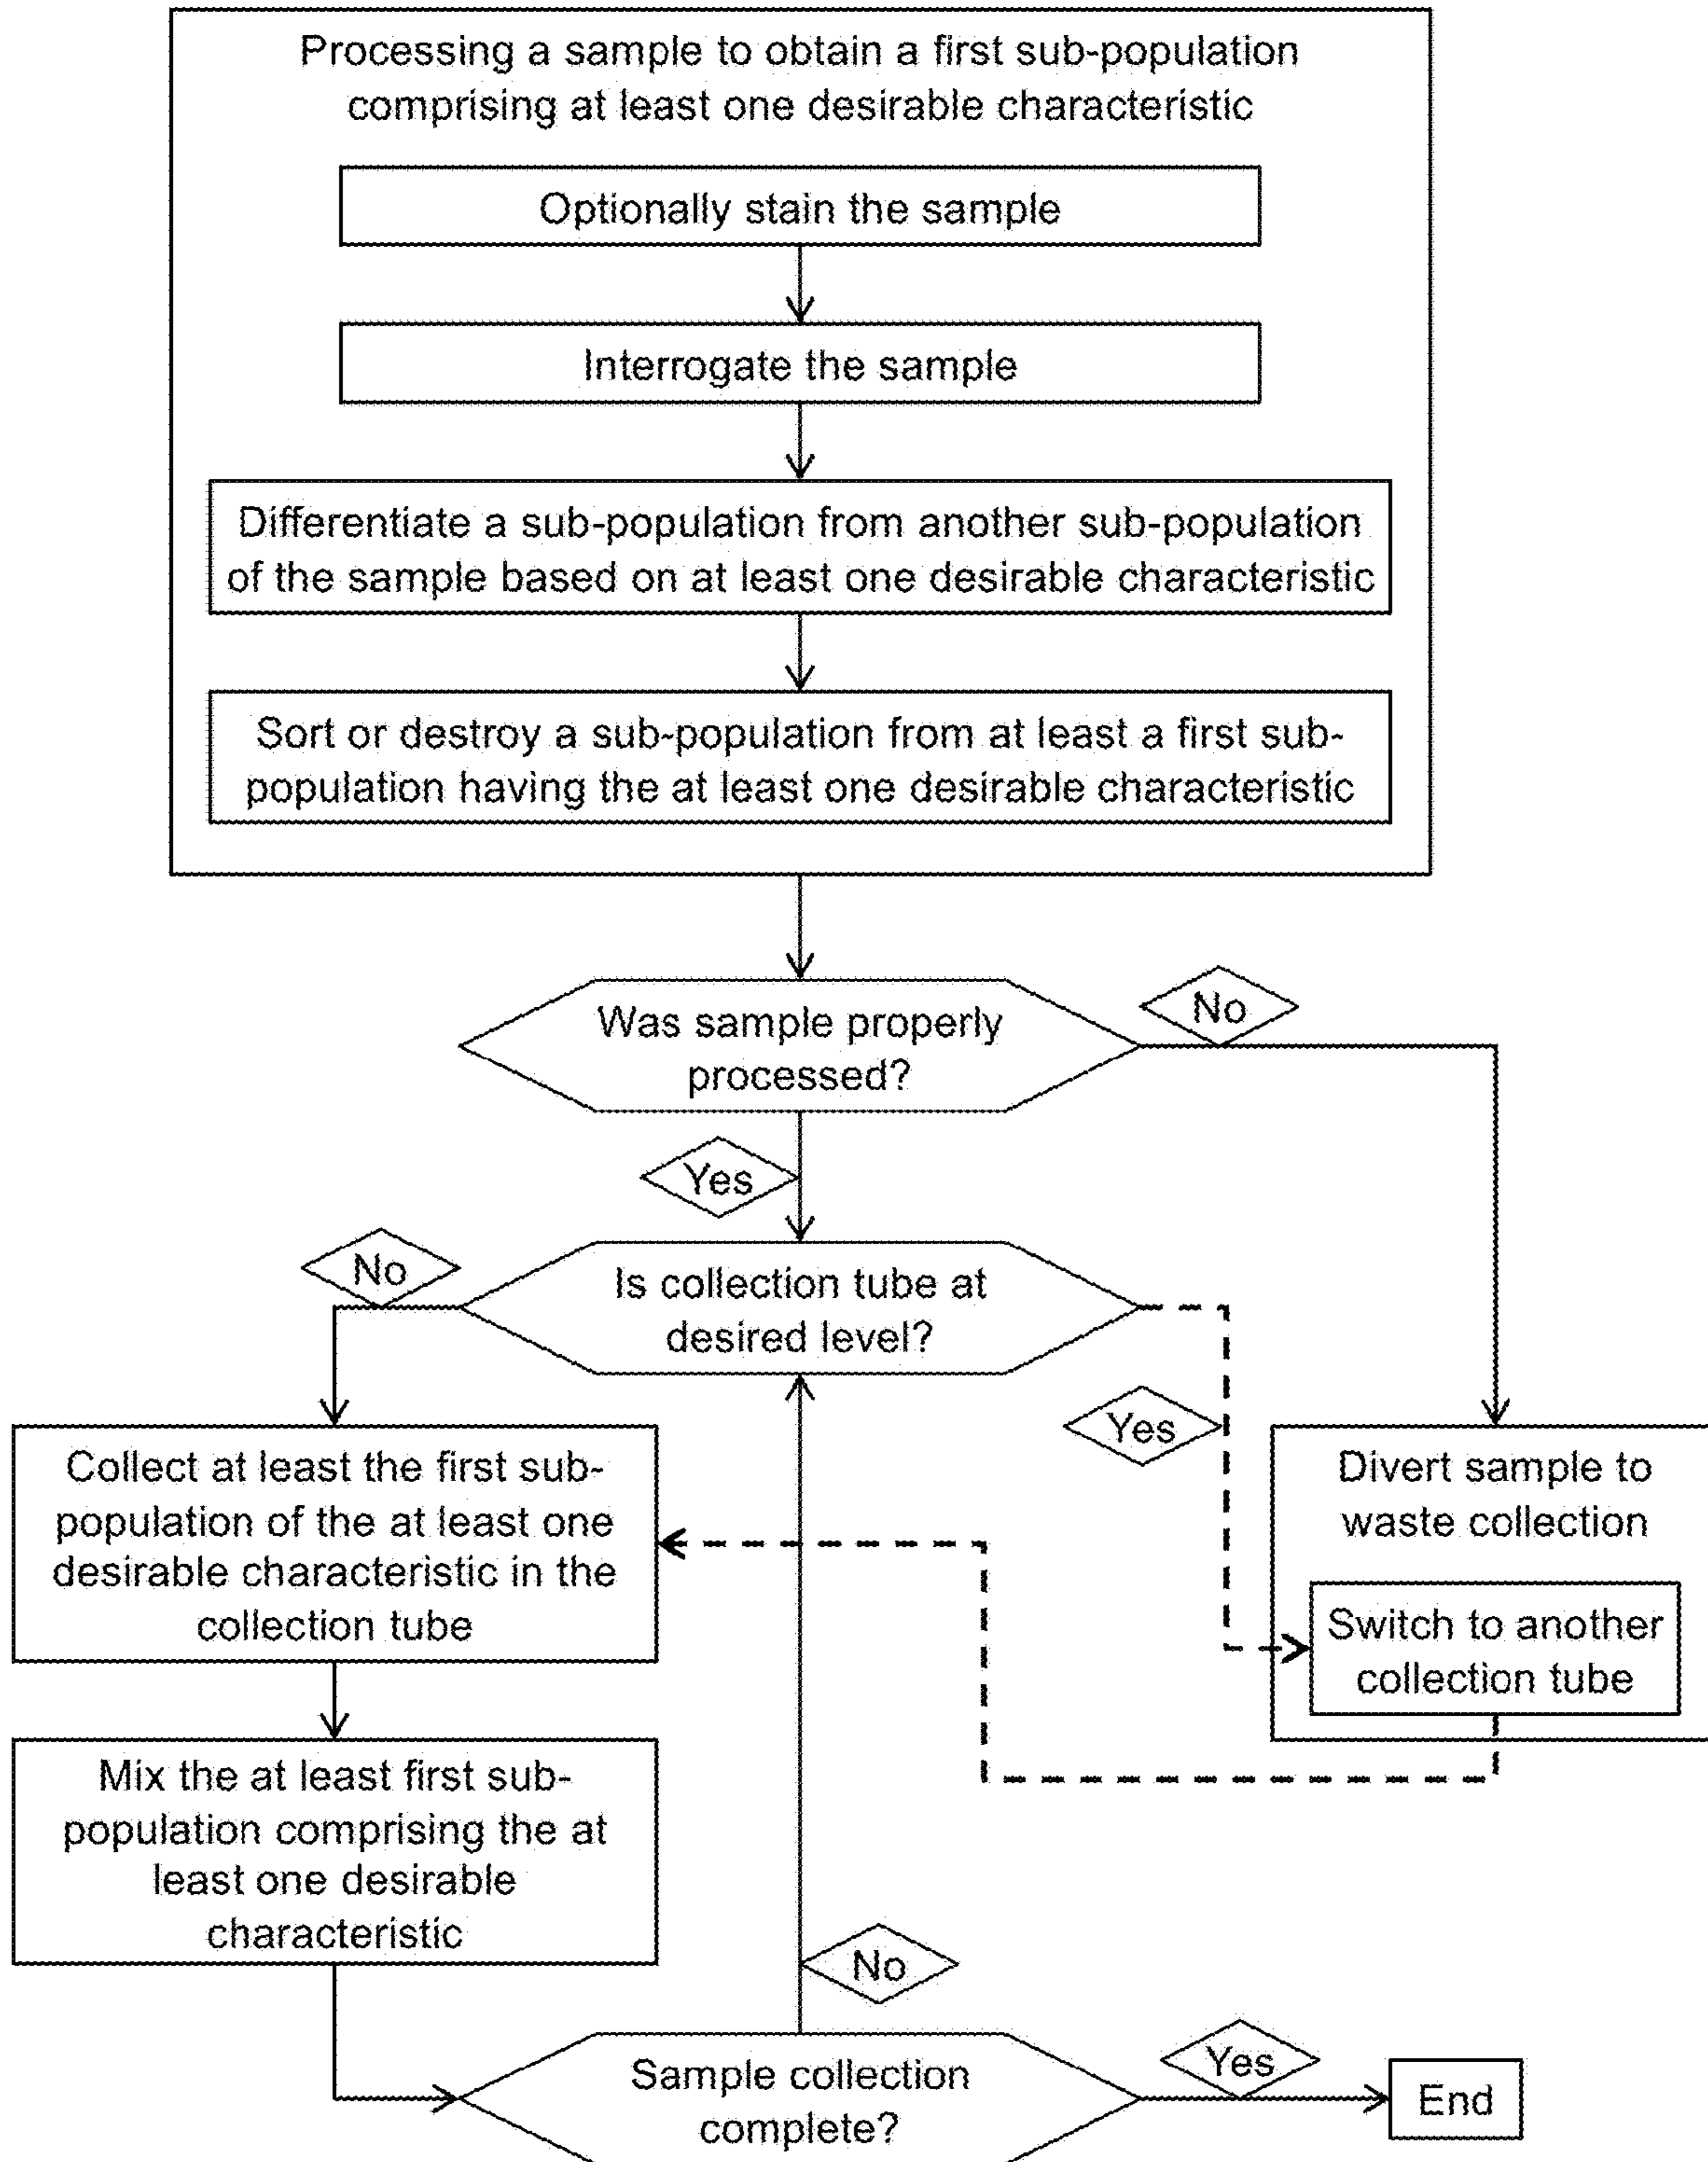 Processing a sample to obtain a first sub-population
comprising at least one desirable characteristic
Optionally stain the sample
Interrogate the sample
Differentiate a sub-population from another sub-population
of the sample based on at least one desirable characteristic
Sort or destroy a sub-population from at least a first sub-
population having the at least one desirable characteristic
Was sample properly
processed?
No
Yes
Is collection tube at
desired level?
No
Yes
Collect at least the first sub-
population of the at least one
desirable characteristic in the
collection tube
Divert sample to
waste collection
Switch to another
collection tube
Mix the at least first sub-
population comprising the at
least one desirable
characteristic
No
Sample collection
complete?
Yes
End